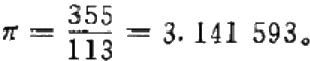 π = 355/113 = 3. 141 593。